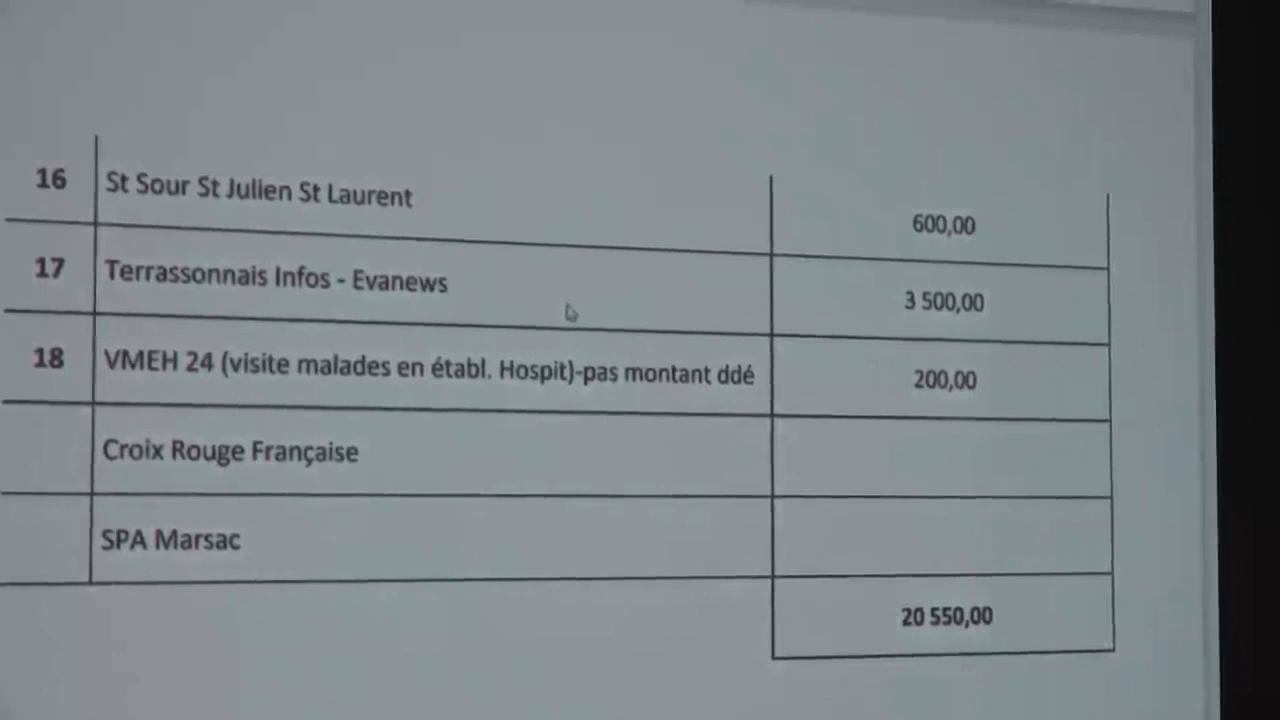 16 St Sour St Julien St Laurent 600,00
17 Terrassonnais Infos - Evanews 3 500,00
18 VMEH 24 (visite malades en établ. Hospit)-pas montant ddé 200,00
Croix Rouge Française
SPA Marsac
20 550,00